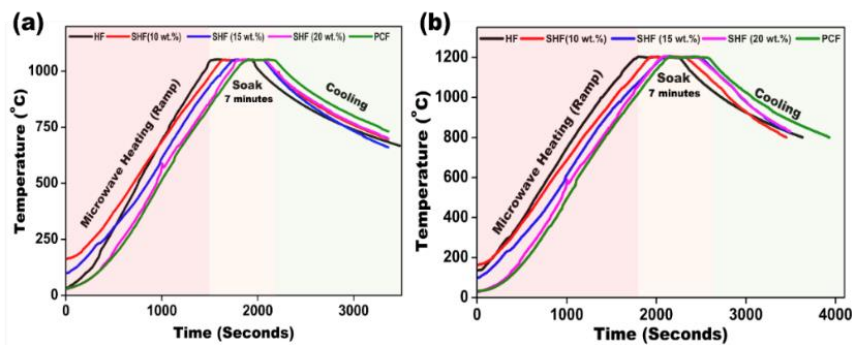 (a)
HF SHF(10 wt.%) SHF (15 wt.%) SHF (20 wt.%) PCF
1000
750
500
250
0
Temperature (°C)
Microwave Heating (Ramp)
Soak
7 minutes
Cooling
0 1000 2000 3000
Time (Seconds)
(b)
HF SHF(10 wt.%) SHF (15 wt.%) SHF (20 wt.%) PCF
1200
1000
800
600
400
200
0
Temperature (°C)
Microwave Heating (Ramp)
Soak
7 minutes
Cooling
0 1000 2000 3000 4000
Time (Seconds)